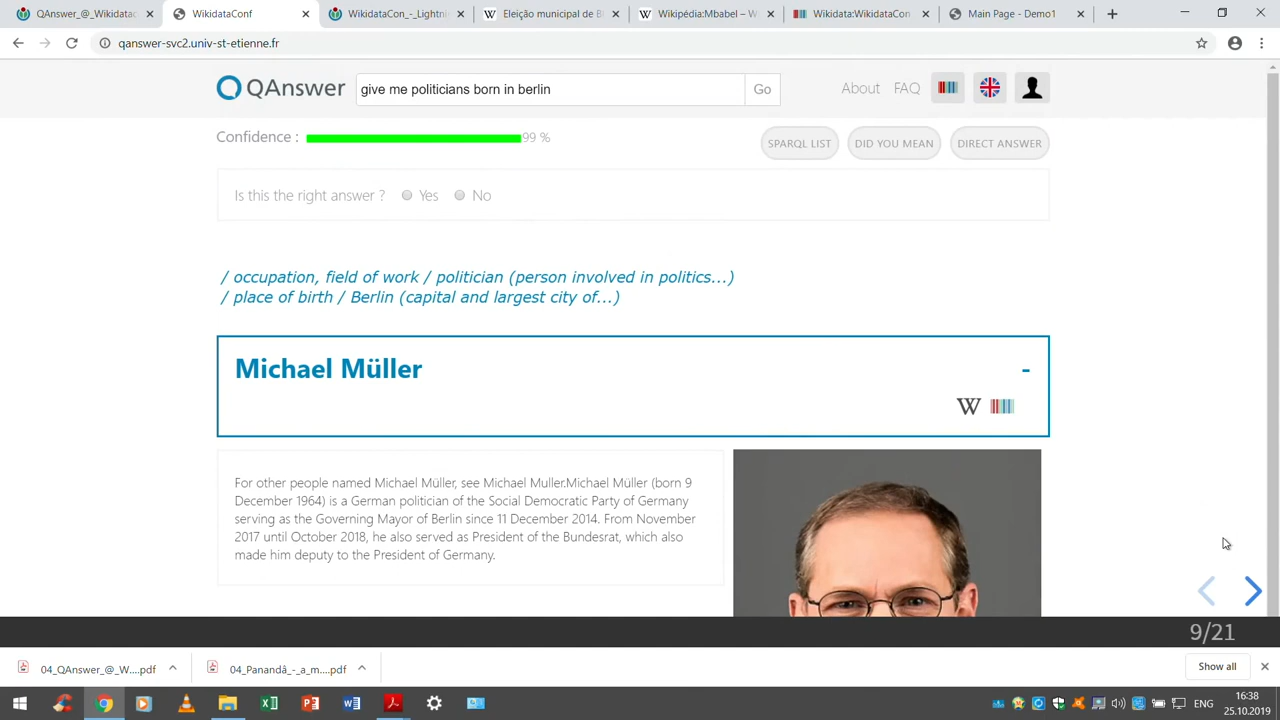 QAnswer_@_Wikidatac
WikidataConf
WikidataCon_-_Lightni
Eleição municipal de B
Wikipédia:Mbabel – W
Wikidata:WikidataCon
Main Page - Demo1
qanswer-svc2.univ-st-etienne.fr
QAnswer
give me politicians born in berlin
Go
About
FAQ
Confidence :
99 %
SPARQL LIST
DID YOU MEAN
DIRECT ANSWER
Is this the right answer ?
Yes
No
/ occupation, field of work / politician (person involved in politics...)
/ place of birth / Berlin (capital and largest city of...)
Michael Müller
-
W
For other people named Michael Müller, see Michael Muller.Michael Müller (born 9
December 1964) is a German politician of the Social Democratic Party of Germany
serving as the Governing Mayor of Berlin since 11 December 2014. From November
2017 until October 2018, he also served as President of the Bundesrat, which also
made him deputy to the President of Germany.
9/21
04_QAnswer_@_W....pdf
04_Panandâ_-_a_m....pdf
Show all
ENG
16:38
25.10.2019